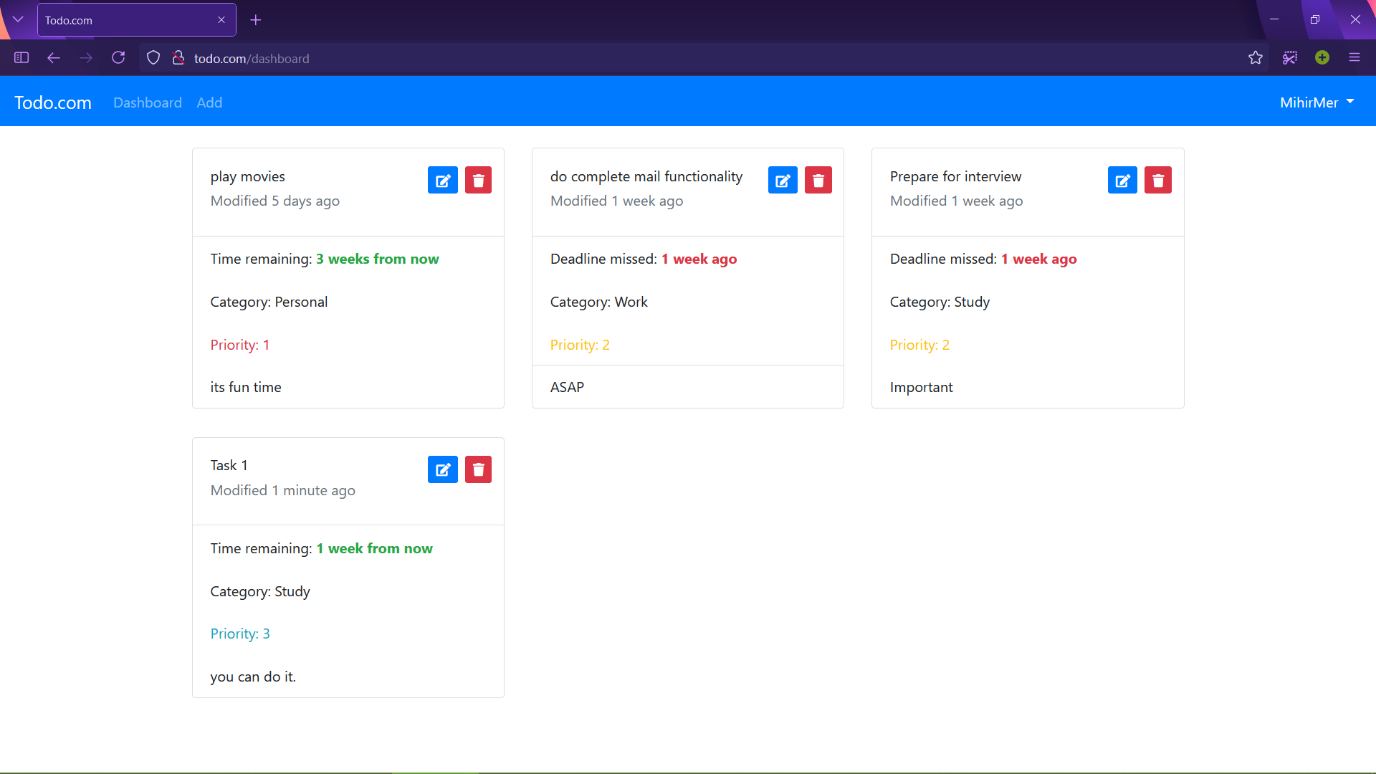 Todo.com
todo.com/dashboard
Todo.com Dashboard Add MihirMer
play movies
Modified 5 days ago
Time remaining: 3 weeks from now
Category: Personal
Priority: 1
its fun time
do complete mail functionality
Modified 1 week ago
Deadline missed: 1 week ago
Category: Work
Priority: 2
ASAP
Prepare for interview
Modified 1 week ago
Deadline missed: 1 week ago
Category: Study
Priority: 2
Important
Task 1
Modified 1 minute ago
Time remaining: 1 week from now
Category: Study
Priority: 3
you can do it.